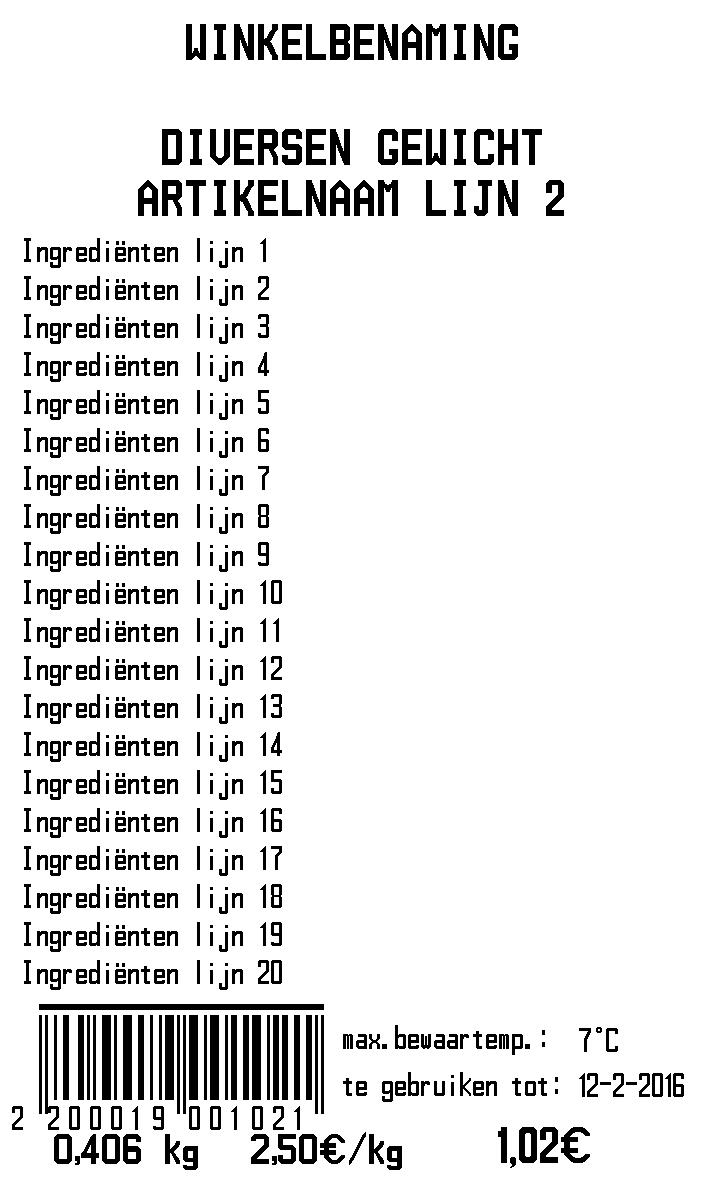 WINKELBENAMING
DIVERSEN GEWICHT
ARTIKELNAAM LIJN 2
Ingrediënten lijn 1
Ingrediënten lijn 2
Ingrediënten lijn 3
Ingrediënten lijn 4
Ingrediënten lijn 5
Ingrediënten lijn 6
Ingrediënten lijn 7
Ingrediënten lijn 8
Ingrediënten lijn 9
Ingrediënten lijn 10
Ingrediënten lijn 11
Ingrediënten lijn 12
Ingrediënten lijn 13
Ingrediënten lijn 14
Ingrediënten lijn 15
Ingrediënten lijn 16
Ingrediënten lijn 17
Ingrediënten lijn 18
Ingrediënten lijn 19
Ingrediënten lijn 20
max.bewaartemp.: 7°C
te gebruiken tot: 12-2-2016
2 200019 001021
0,406 kg 2,50€/kg 1,02€